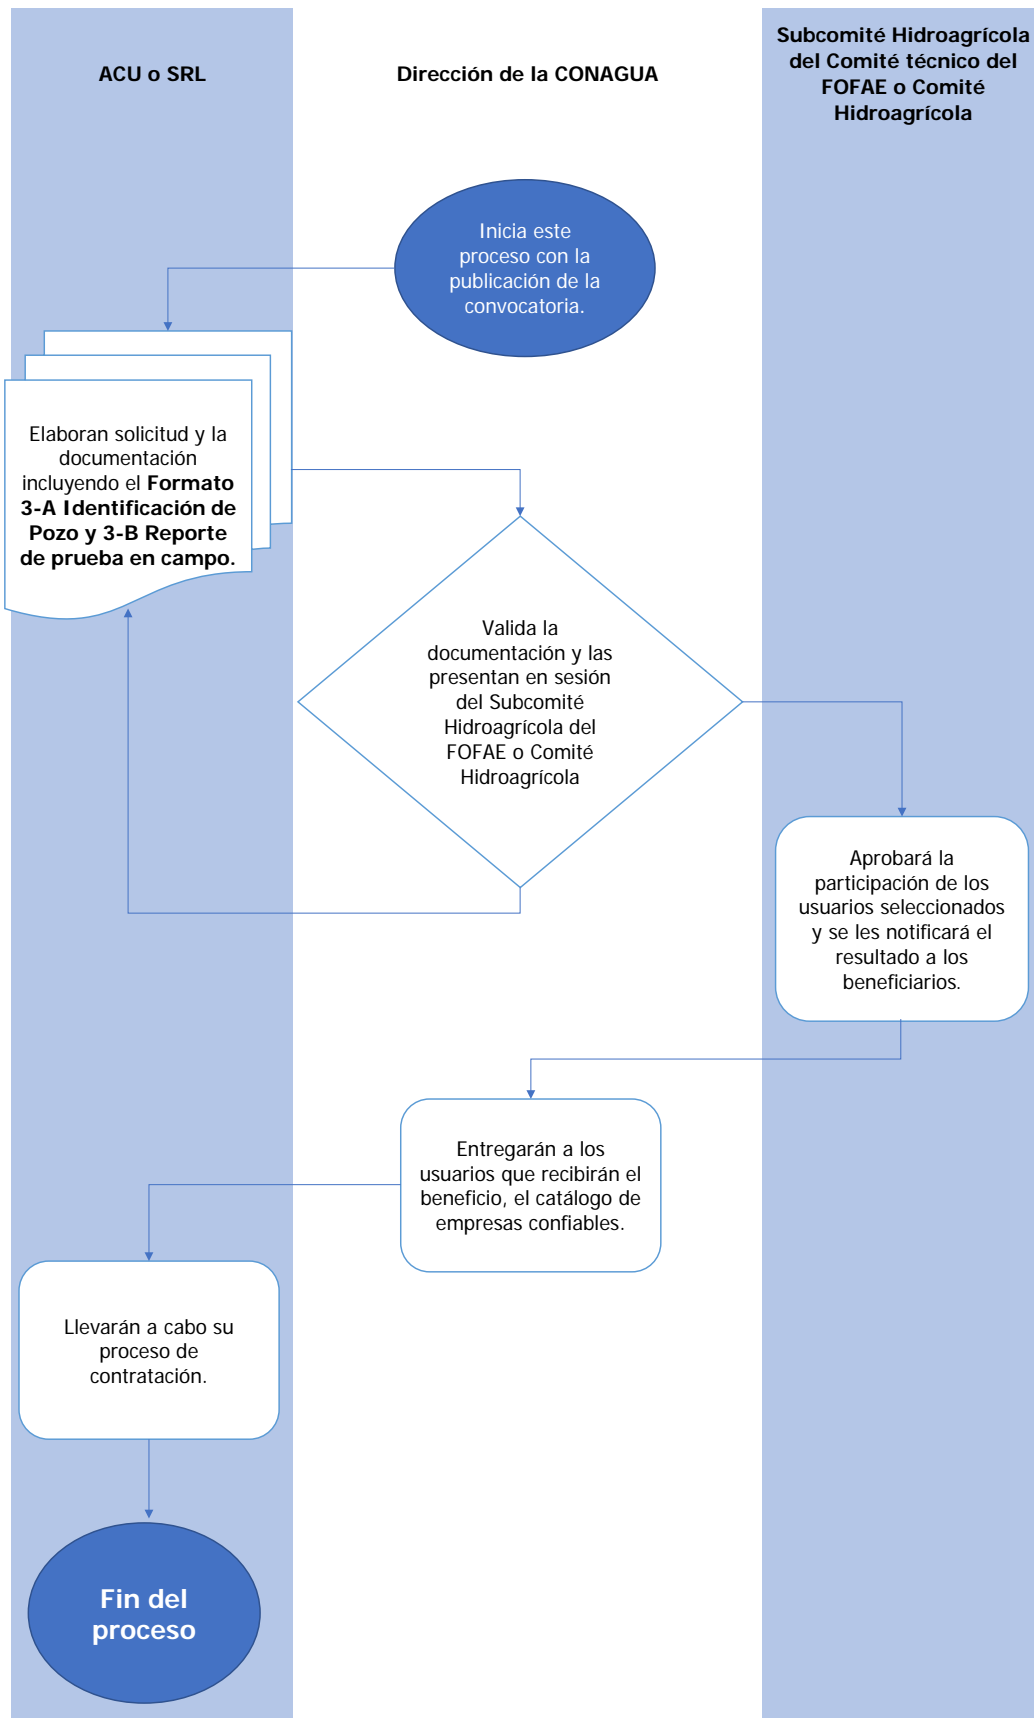 ACU o SRL
Dirección de la CONAGUA
Subcomité Hidroagrícola
del Comité técnico del
FOFAE o Comité
Hidroagrícola
Inicia este
proceso con la
publicación de la
convocatoria.
Elaboran solicitud y la
documentación
incluyendo el Formato
3-A Identificación de
Pozo y 3-B Reporte
de prueba en campo.
Valida la
documentación y las
presentan en sesión
del Subcomité
Hidroagrícola del
FOFAE o Comité
Hidroagrícola
Aprobará la
participación de los
usuarios seleccionados
y se les notificará el
resultado a los
beneficiarios.
Entregarán a los
usuarios que recibirán el
beneficio, el catálogo de
empresas confiables.
Llevarán a cabo su
proceso de
contratación.
Fin del
proceso